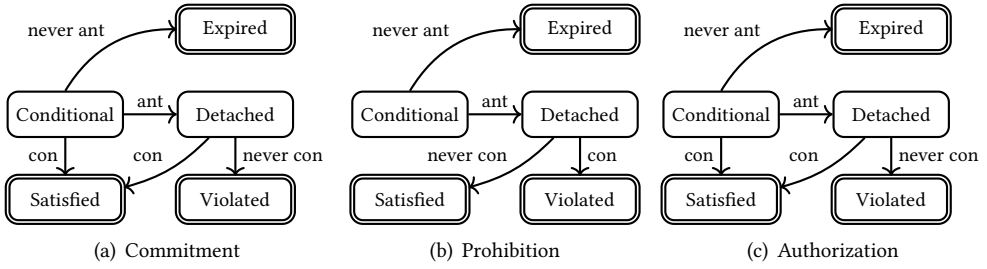 Expired
never ant
Conditional
ant
Detached
con
con
never con
Satisfied
Violated
(a) Commitment
Expired
never ant
Conditional
ant
Detached
never con
con
Satisfied
Violated
(b) Prohibition
Expired
never ant
Conditional
ant
Detached
con
con
never con
Satisfied
Violated
(c) Authorization